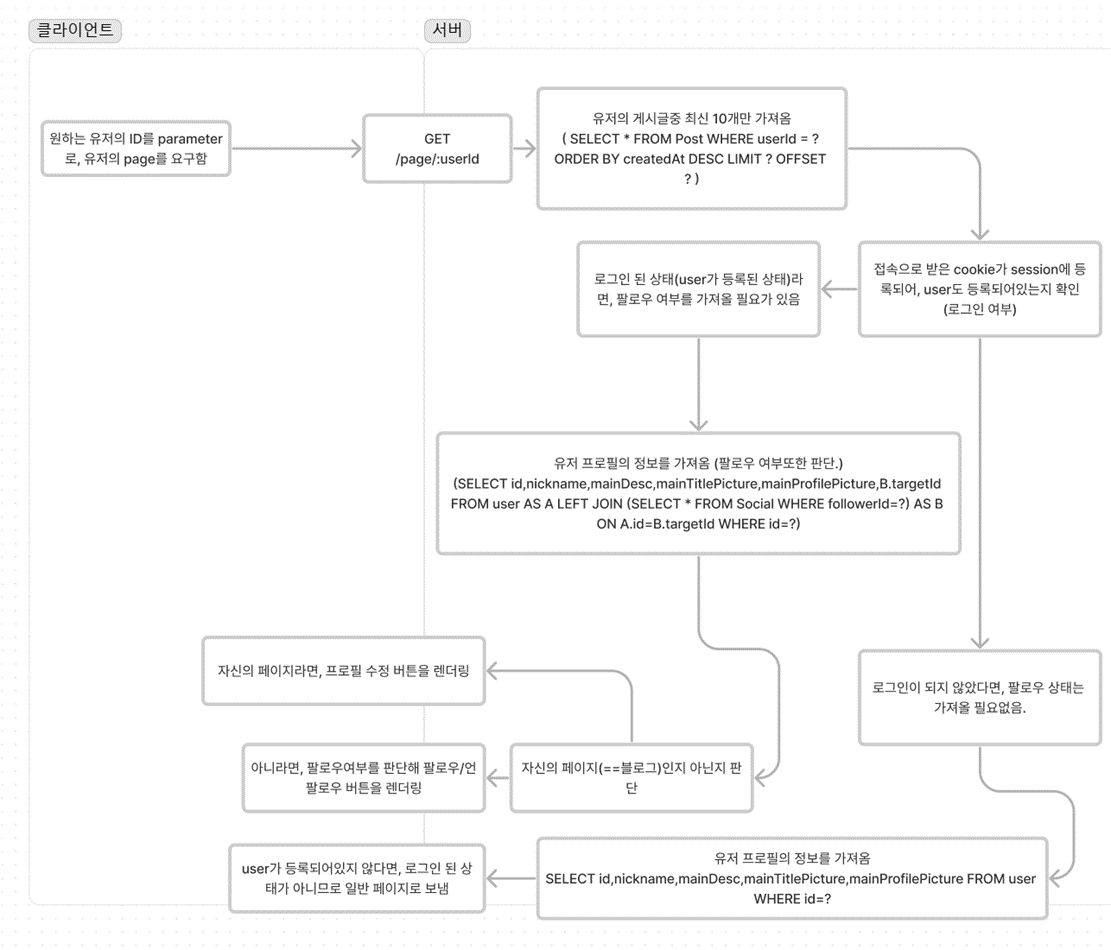 클라이언트
서버
원하는 유저의 ID를 parameter
로, 유저의 page를 요구함
GET
/page/:userId
유저의 게시글중 최신 10개만 가져옴
( SELECT * FROM Post WHERE userId = ?
ORDER BY createdAt DESC LIMIT ? OFFSET
? )
로그인 된 상태(user가 등록된 상태)라
면, 팔로우 여부를 가져올 필요가 있음
접속으로 받은 cookie가 session에 등
록되어, user도 등록되어있는지 확인
(로그인 여부)
유저 프로필의 정보를 가져옴 (팔로우 여부또한 판단.)
(SELECT id,nickname,mainDesc,mainTitlePicture,mainProfilePicture,B.targetId
FROM user AS A LEFT JOIN (SELECT * FROM Social WHERE followerId=?) AS B
ON A.id=B.targetId WHERE id=?)
자신의 페이지라면, 프로필 수정 버튼을 렌더링
로그인이 되지 않았다면, 팔로우 상태는
가져올 필요없음.
아니라면, 팔로우여부를 판단해 팔로우/언
팔로우 버튼을 렌더링
자신의 페이지(==블로그)인지 아닌지 판
단
user가 등록되어있지 않다면, 로그인 된 상
태가 아니므로 일반 페이지로 보냄
유저 프로필의 정보를 가져옴
SELECT id,nickname,mainDesc,mainTitlePicture,mainProfilePicture FROM user
WHERE id=?